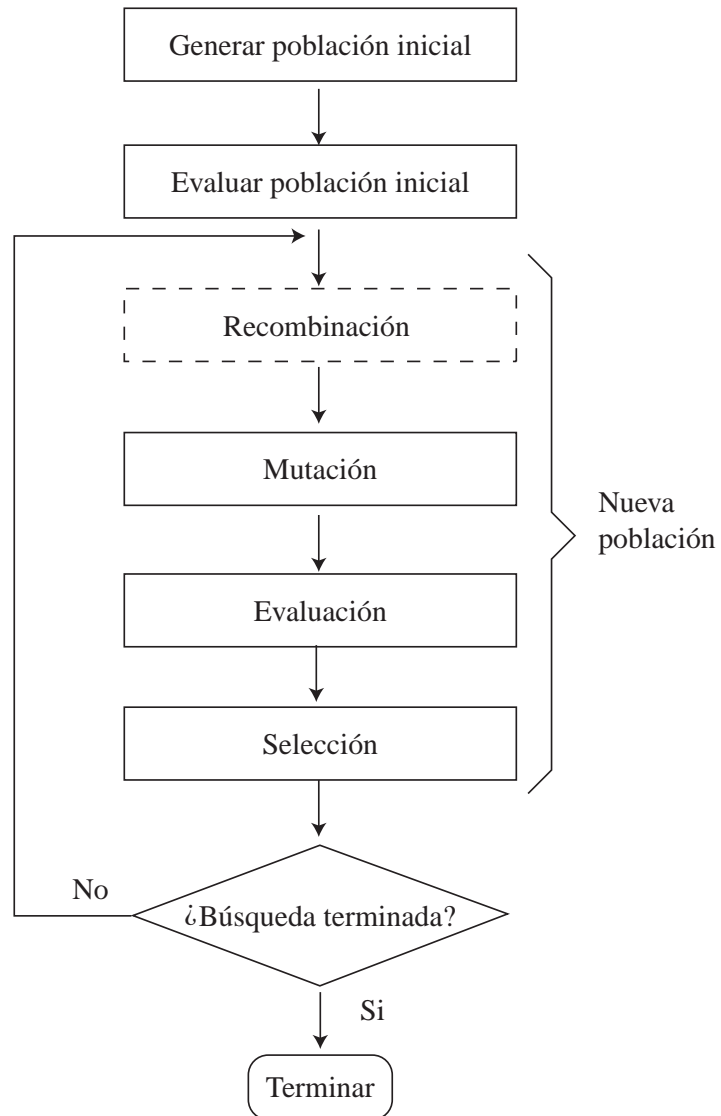 Generar población inicial
Evaluar población inicial
Recombinación
Mutación
Evaluación
Selección
Nueva
población
¿Búsqueda terminada?
No
Si
Terminar